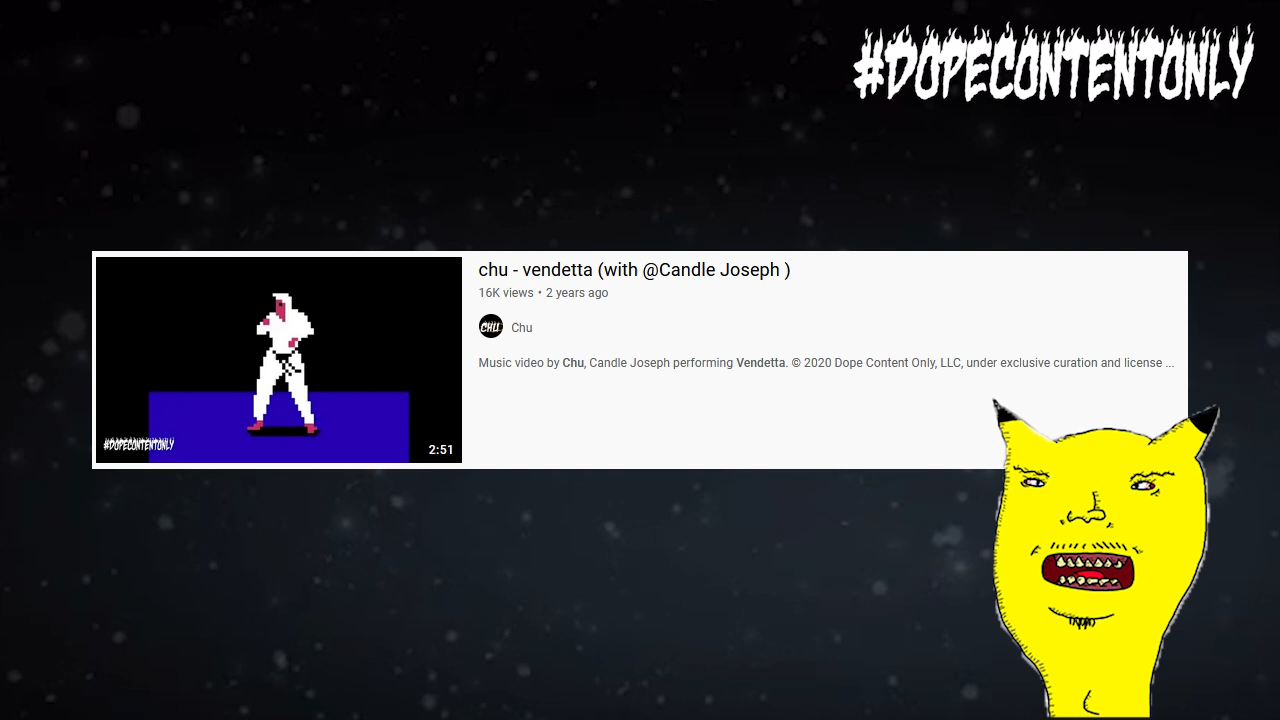 #DOPECONTENTONLY
chu - vendetta (with @Candle Joseph )
16K views • 2 years ago
CHU
Chu
Music video by Chu, Candle Joseph performing Vendetta. © 2020 Dope Content Only, LLC, under exclusive curation and license ...
#DOPECONTENTONLY
2:51